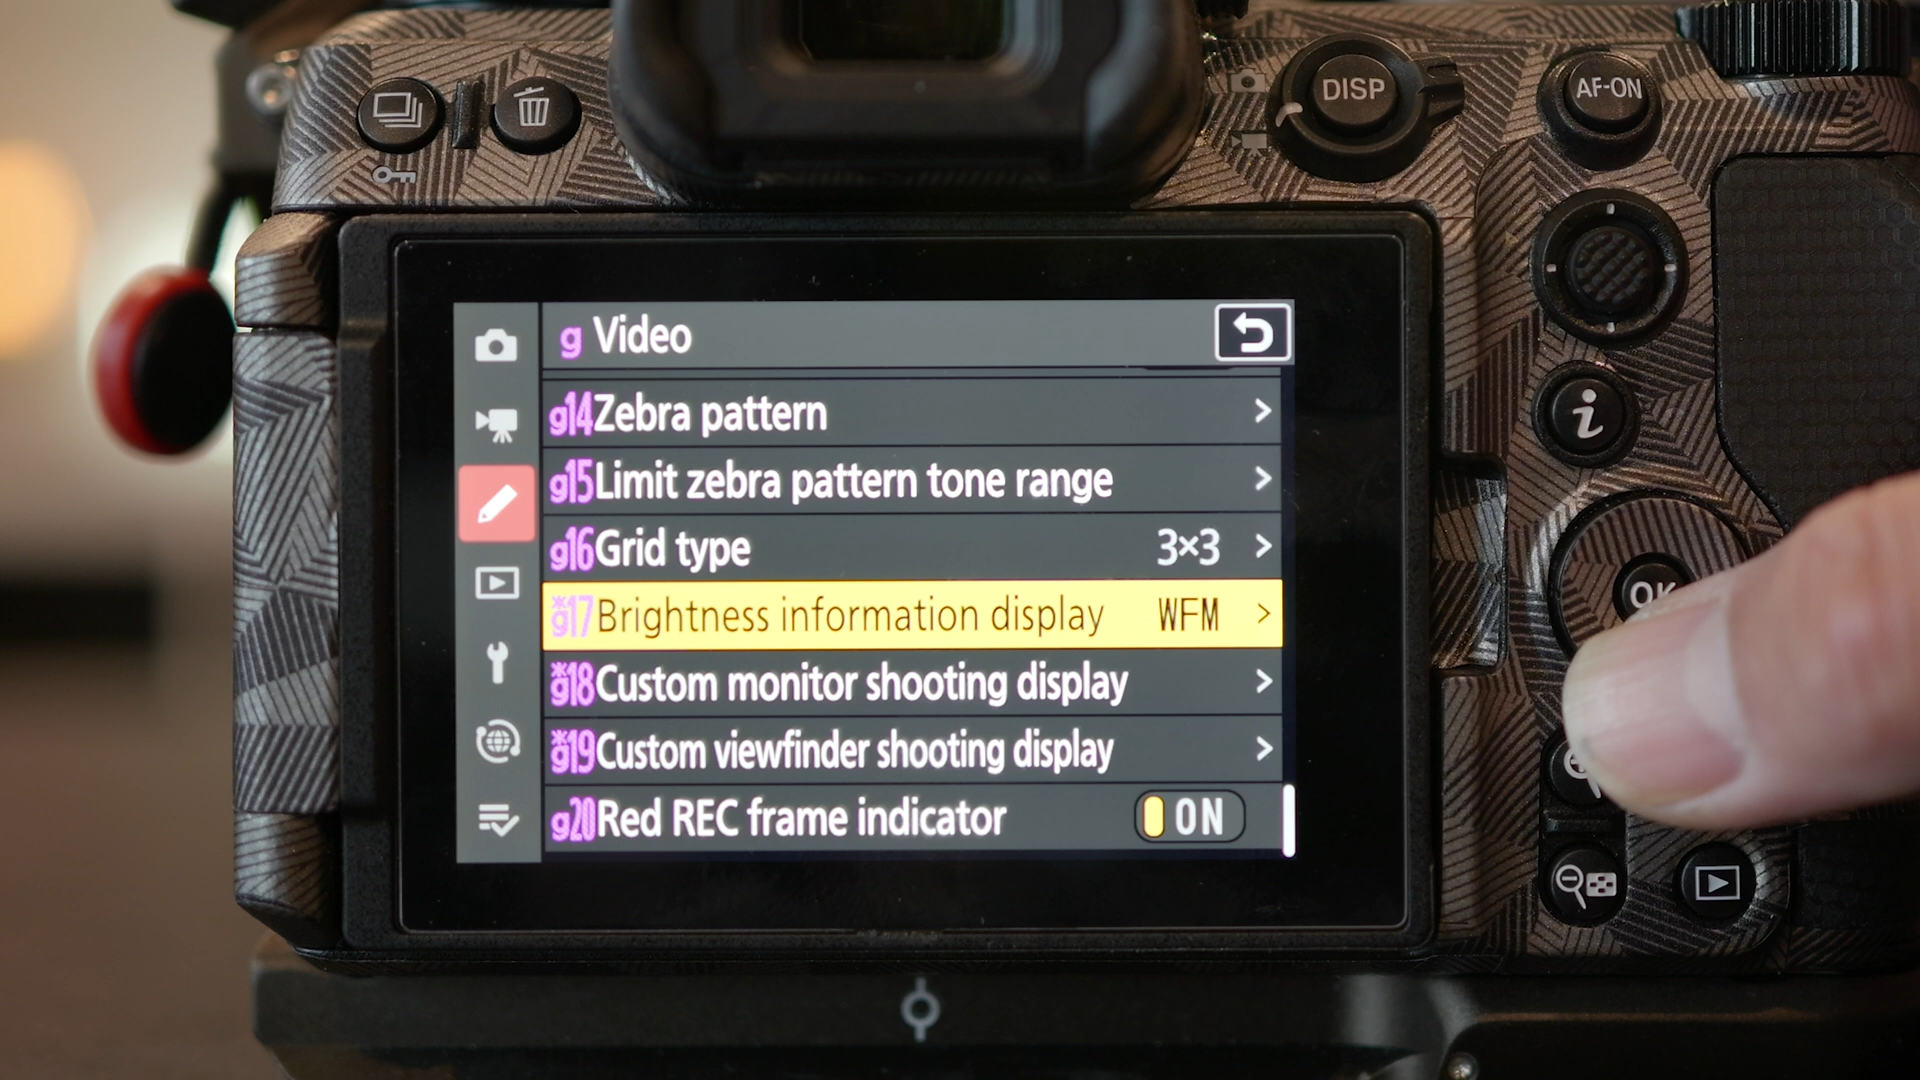 DISP
AF-ON
g Video
g14 Zebra pattern
g15 Limit zebra pattern tone range
g16 Grid type 3×3
*g17 Brightness information display WFM
*g18 Custom monitor shooting display
*g19 Custom viewfinder shooting display
g20 Red REC frame indicator ON
i
OK